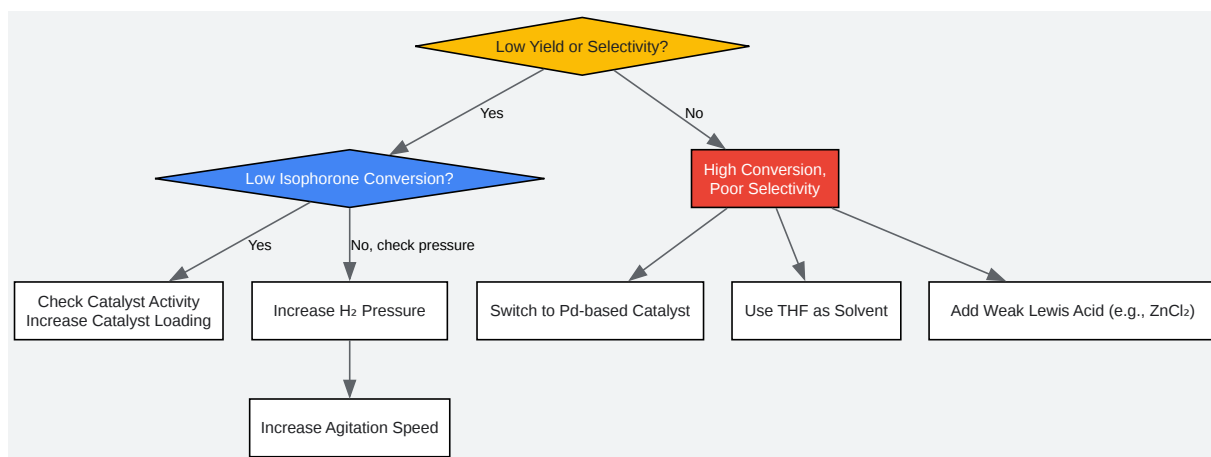 Low Yield or Selectivity?
Yes
No
Low Isophorone Conversion?
High Conversion,
Poor Selectivity
Yes
No, check pressure
Check Catalyst Activity
Increase Catalyst Loading
Increase H₂ Pressure
Switch to Pd-based Catalyst
Use THF as Solvent
Add Weak Lewis Acid (e.g., ZnCl₂)
Increase Agitation Speed